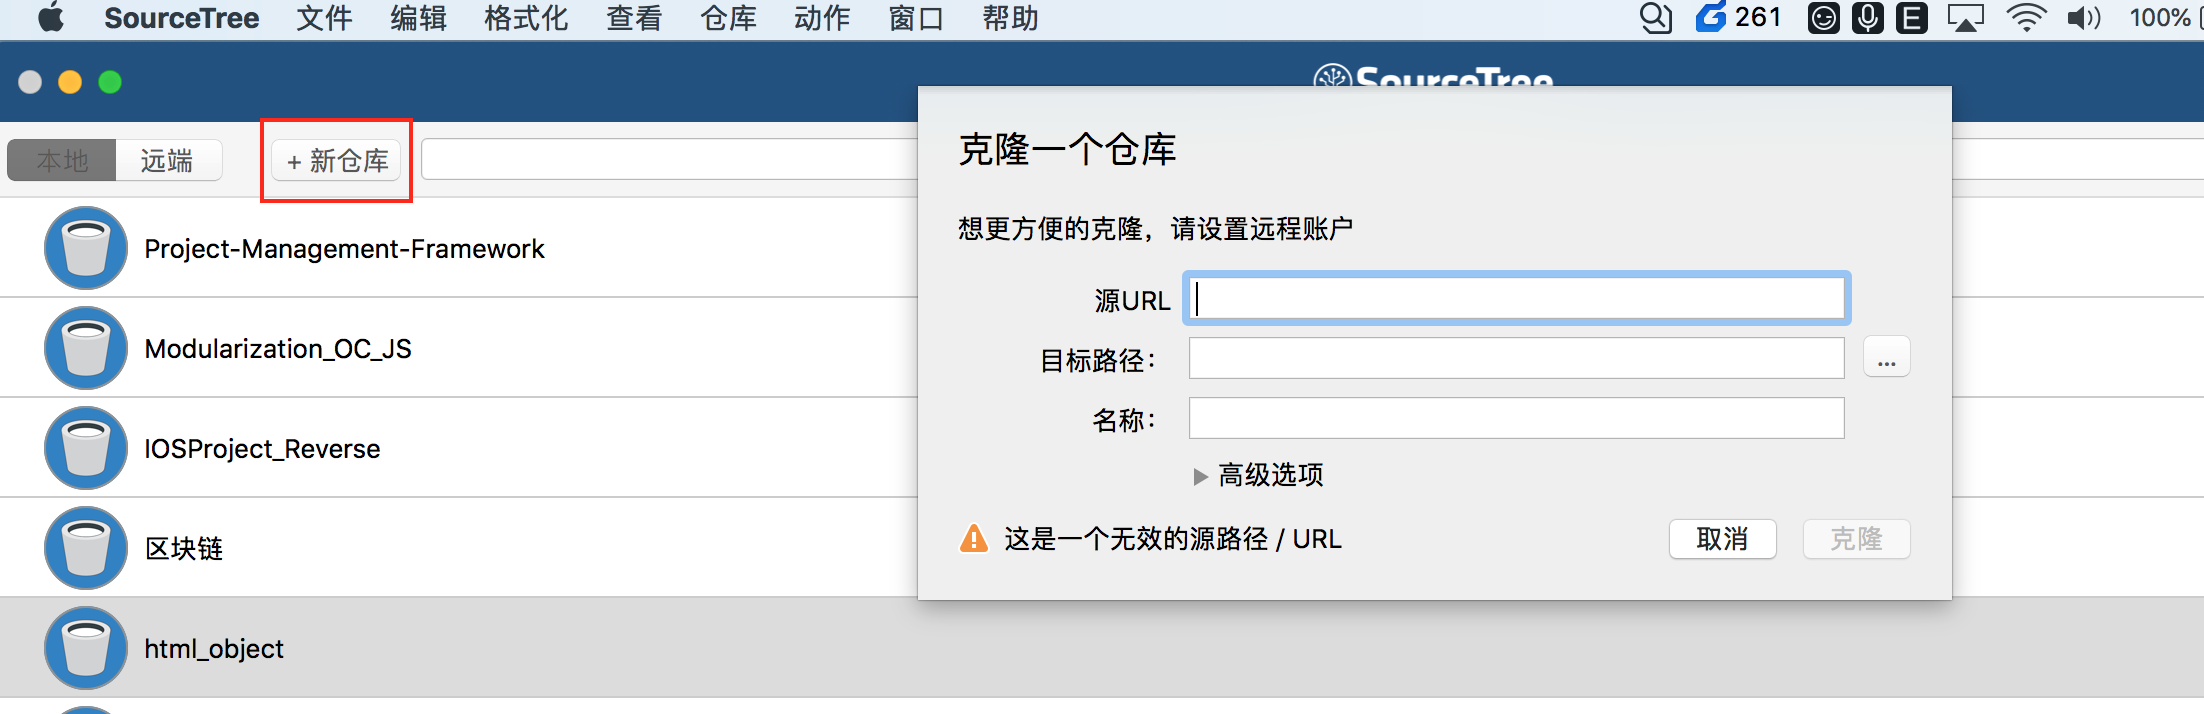 SourceTree 文件 编辑 格式化 查看 仓库 动作 窗口 帮助 261 E 100%
SourceTree
本地 远端 + 新仓库
克隆一个仓库
想更方便的克隆，请设置远程账户
源URL
目标路径： ...
名称：
高级选项
这是一个无效的源路径 / URL 取消 克隆
Project-Management-Framework
Modularization_OC_JS
IOSProject_Reverse
区块链
html_object